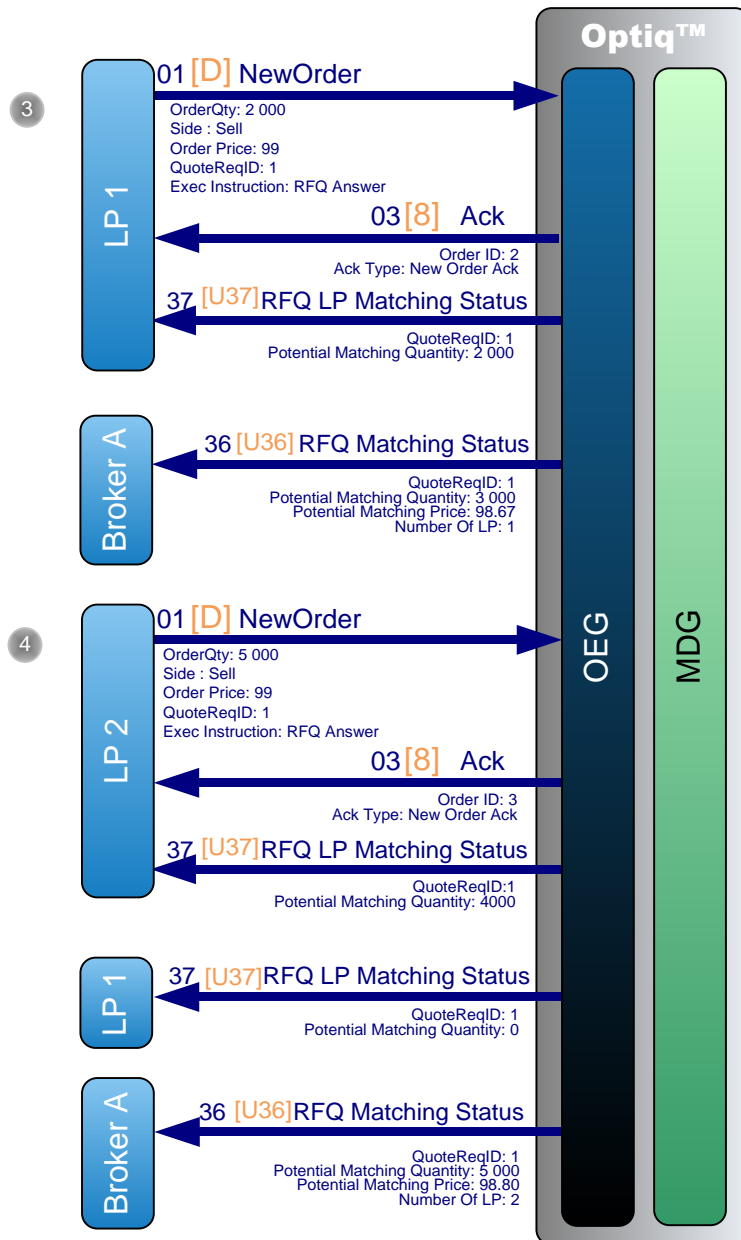 Optiq™
01 [D] NewOrder
3
OrderQty: 2 000
Side : Sell
Order Price: 99
QuoteReqID: 1
Exec Instruction: RFQ Answer
LP 1
03 [8] Ack
Order ID: 2
Ack Type: New Order Ack
37 [U37] RFQ LP Matching Status
QuoteReqID: 1
Potential Matching Quantity: 2 000
Broker A
36 [U36] RFQ Matching Status
QuoteReqID: 1
Potential Matching Quantity: 3 000
Potential Matching Price: 98.67
Number Of LP: 1
OEG
MDG
01 [D] NewOrder
4
OrderQty: 5 000
Side : Sell
Order Price: 99
QuoteReqID: 1
Exec Instruction: RFQ Answer
LP 2
03 [8] Ack
Order ID: 3
Ack Type: New Order Ack
37 [U37] RFQ LP Matching Status
QuoteReqID:1
Potential Matching Quantity: 4000
LP 1
37 [U37] RFQ LP Matching Status
QuoteReqID: 1
Potential Matching Quantity: 0
Broker A
36 [U36] RFQ Matching Status
QuoteReqID: 1
Potential Matching Quantity: 5 000
Potential Matching Price: 98.80
Number Of LP: 2